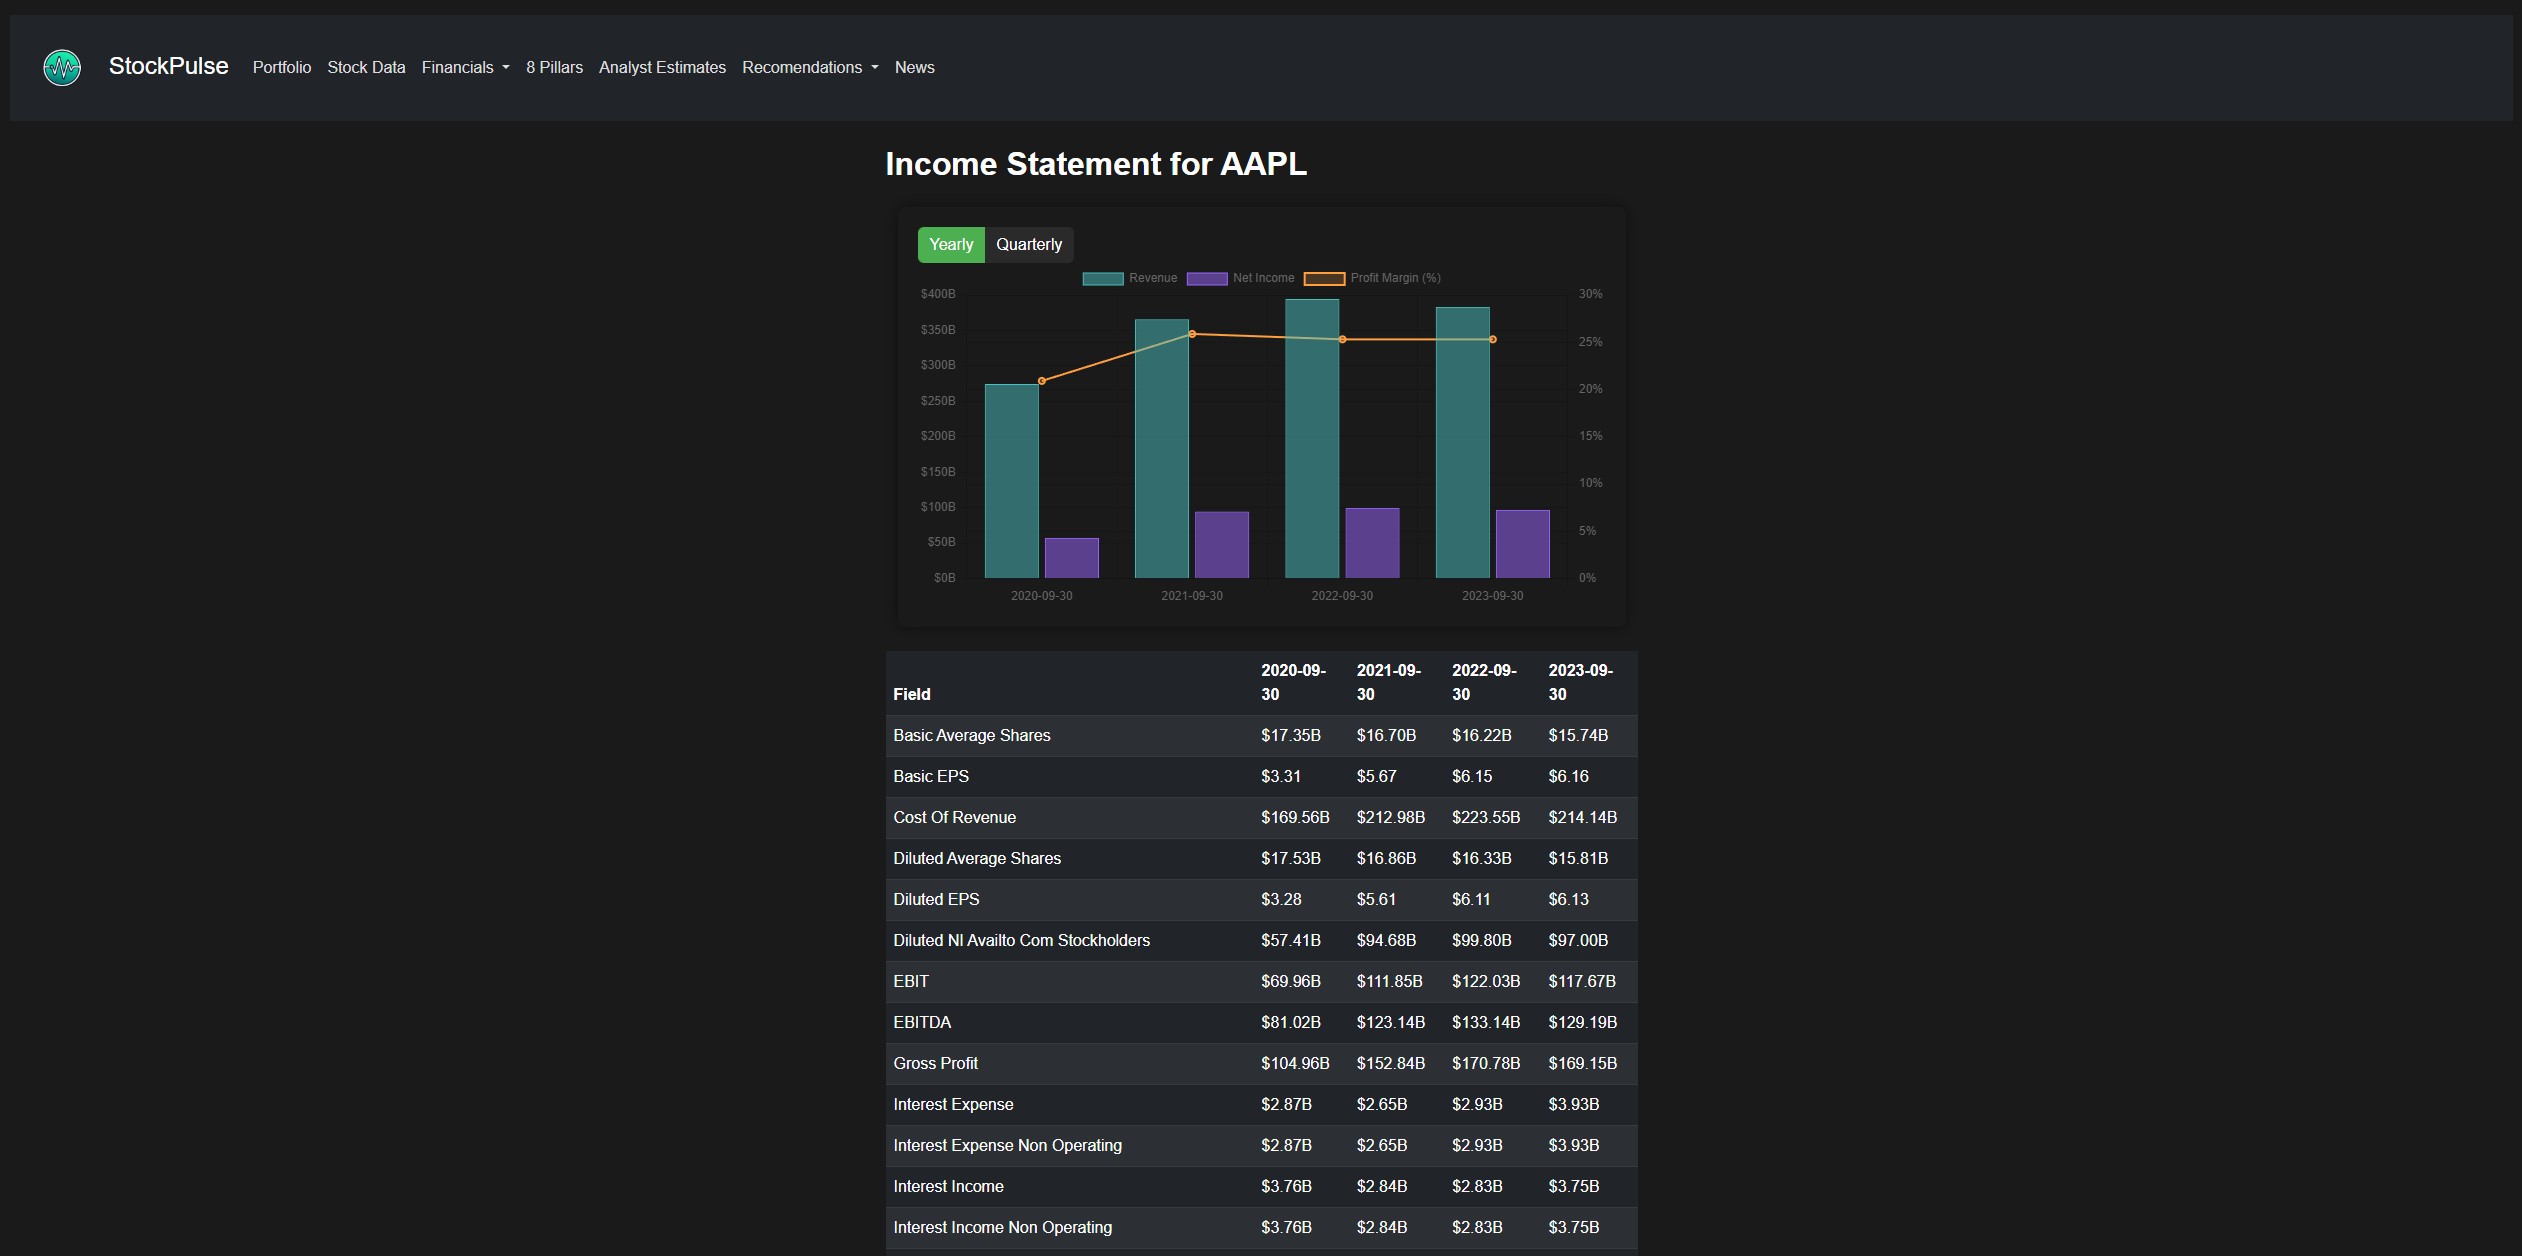 StockPulse Portfolio Stock Data Financials 8 Pillars Analyst Estimates Recomendations News
Income Statement for AAPL
Yearly Quarterly
Revenue Net Income Profit Margin (%)
$400B 30%
$350B
25%
$300B
20%
$250B
$200B 15%
$150B
10%
$100B
5%
$50B
$0B 0%
2020-09-30 2021-09-30 2022-09-30 2023-09-30
Field 2020-09-30 2021-09-30 2022-09-30 2023-09-30
Basic Average Shares $17.35B $16.70B $16.22B $15.74B
Basic EPS $3.31 $5.67 $6.15 $6.16
Cost Of Revenue $169.56B $212.98B $223.55B $214.14B
Diluted Average Shares $17.53B $16.86B $16.33B $15.81B
Diluted EPS $3.28 $5.61 $6.11 $6.13
Diluted NI Availto Com Stockholders $57.41B $94.68B $99.80B $97.00B
EBIT $69.96B $111.85B $122.03B $117.67B
EBITDA $81.02B $123.14B $133.14B $129.19B
Gross Profit $104.96B $152.84B $170.78B $169.15B
Interest Expense $2.87B $2.65B $2.93B $3.93B
Interest Expense Non Operating $2.87B $2.65B $2.93B $3.93B
Interest Income $3.76B $2.84B $2.83B $3.75B
Interest Income Non Operating $3.76B $2.84B $2.83B $3.75B